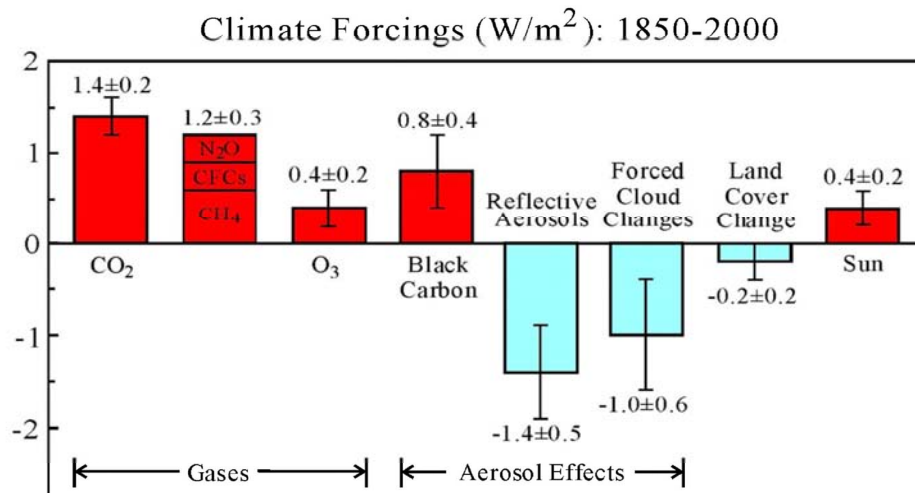 Climate Forcings (W/m²): 1850-2000
2
1
0
-1
-2
1.4±0.2
1.2±0.3
N₂O
CFCs
CH₄
0.4±0.2
0.8±0.4
Reflective
Aerosols
Forced
Cloud
Changes
Land
Cover
Change
0.4±0.2
CO₂
O₃
Black
Carbon
-1.4±0.5
-1.0±0.6
-0.2±0.2
Sun
Gases
Aerosol Effects